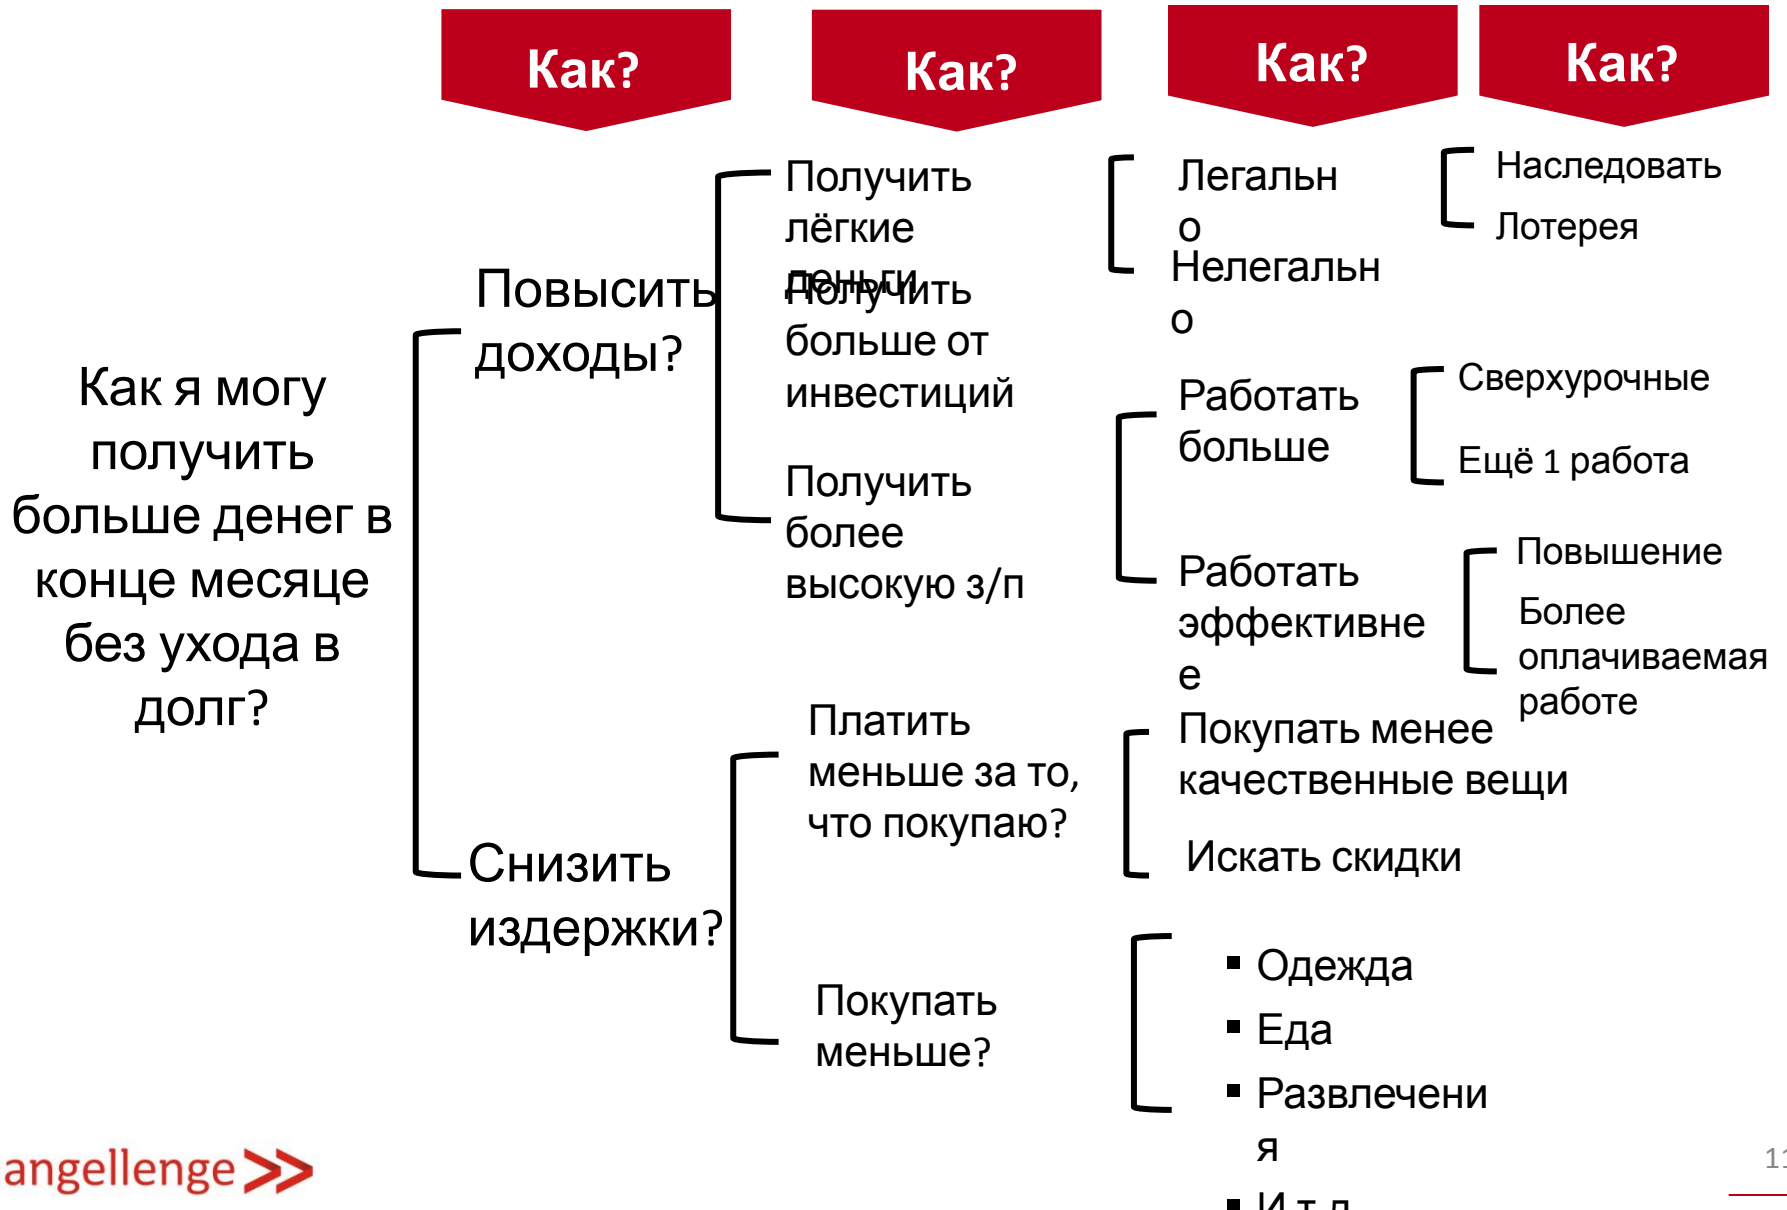 Как?
Как?
Как?
Как?
Как я могу
получить
больше денег в
конце месяце
без ухода в
долг?
Повысить
доходы?
Снизить
издержки?
Получить
лёгкие
деньги
Получить
больше от
инвестиций
Получить
более
высокую з/п
Платить
меньше за то,
что покупаю?
Покупать
меньше?
Легальн
о
Нелегальн
о
Работать
больше
Работать
эффективне
е
Покупать менее
качественные вещи
Искать скидки
▪ Одежда
▪ Еда
▪ Развлечени
я
▪ И т.д.
Наследовать
Лотерея
Сверхурочные
Ещё 1 работа
Повышение
Более
оплачиваемая
работе
angellenge
11